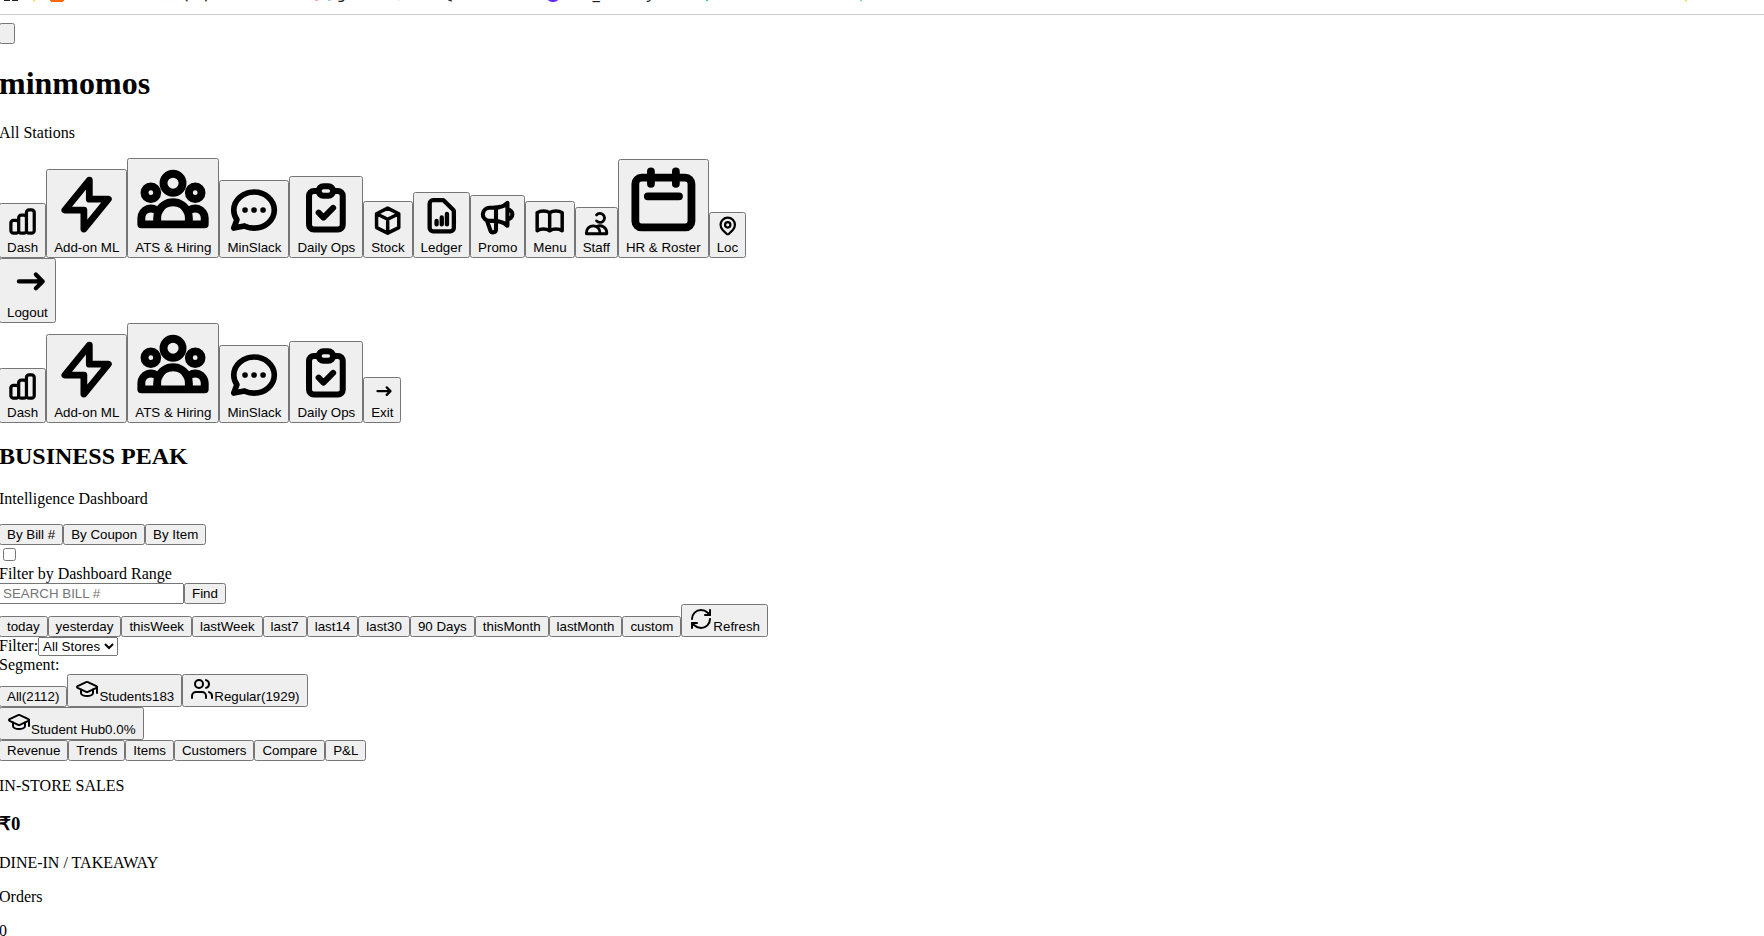 minmomos
All Stations
Dash Add-on ML ATS & Hiring MinSlack Daily Ops Stock Ledger Promo Menu Staff HR & Roster Loc
Logout
Dash Add-on ML ATS & Hiring MinSlack Daily Ops Exit
BUSINESS PEAK
Intelligence Dashboard
By Bill # By Coupon By Item
Filter by Dashboard Range
SEARCH BILL # Find
today yesterday thisWeek lastWeek last7 last14 last30 90 Days thisMonth lastMonth custom Refresh
Filter: All Stores
Segment:
All(2112) Students183 Regular(1929)
Student Hub0.0%
Revenue Trends Items Customers Compare P&L
IN-STORE SALES
₹0
DINE-IN / TAKEAWAY
Orders
0